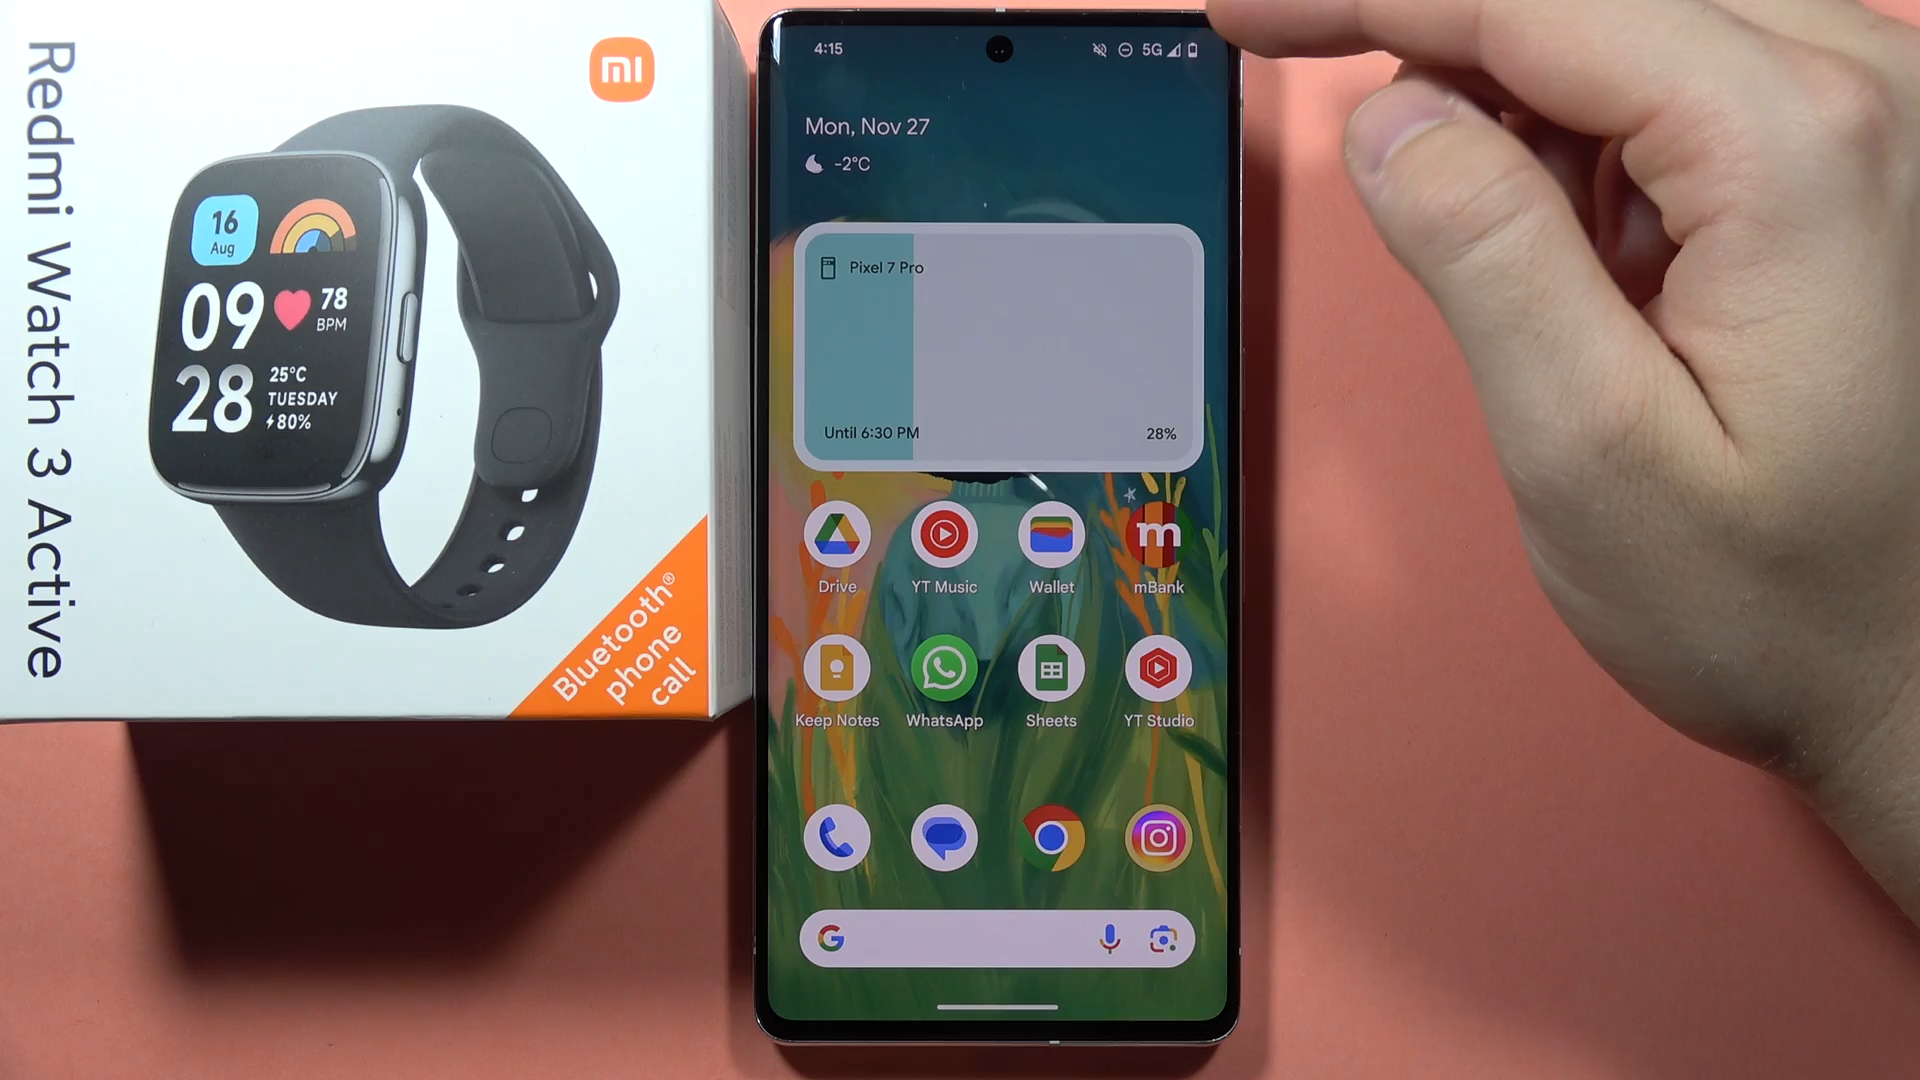 Redmi Watch 3 Active
mi
16
Aug
09
78
BPM
28
25°C
TUESDAY
80%
Bluetooth®
phone
call
4:15
5G
Mon, Nov 27
-2°C
Pixel 7 Pro
Until 6:30 PM
28%
m
Drive
YT Music
Wallet
mBank
Keep Notes
WhatsApp
Sheets
YT Studio
G